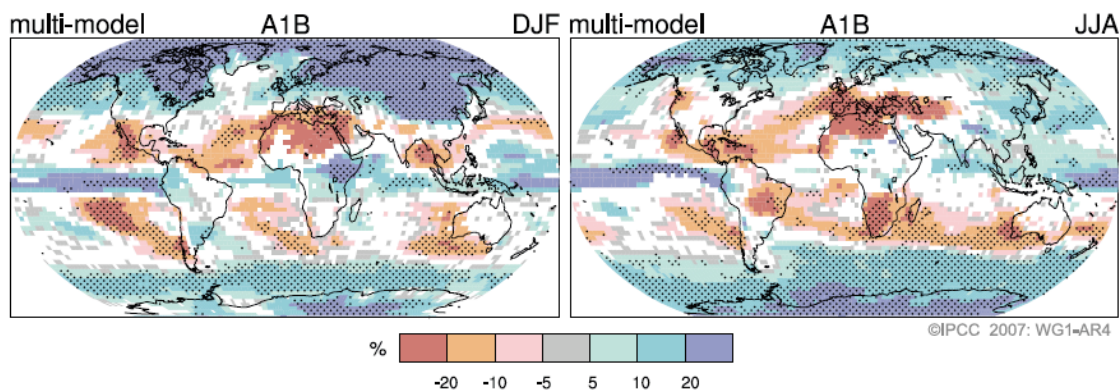 multi-model A1B DJF
multi-model A1B JJA
©IPCC 2007: WG1-AR4
%
-20 -10 -5 5 10 20